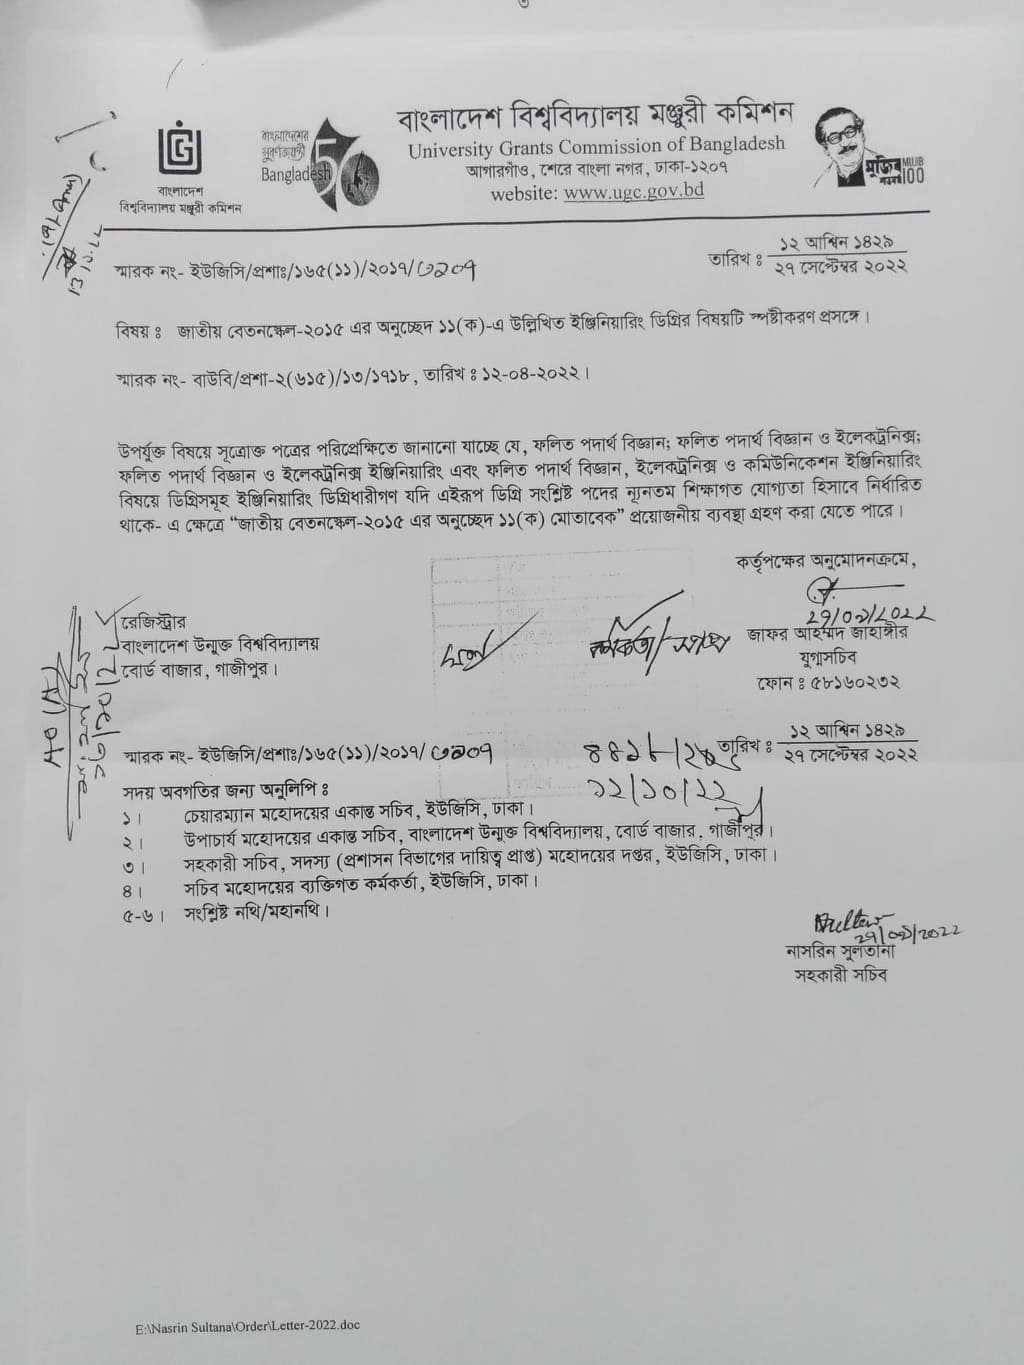 বাংলাদেশ বিশ্ববিদ্যালয় মঞ্জুরী কমিশন
University Grants Commission of Bangladesh
আগারগাঁও, শেরে বাংলা নগর, ঢাকা-১২০৭
website: www.ugc.gov.bd
বাংলাদেশ
বিশ্ববিদ্যালয় মঞ্জুরী কমিশন
বাংলাদেশের
সুবর্ণজয়ন্তী
Bangladesh 50
মুজিব শতবর্ষ MUJIB 100
স্মারক নং- ইউজিসি/প্রশাঃ/১৬৫(১১)/২০১৭/৩৯০৭
তারিখ : ১২ আশ্বিন ১৪২৯
২৭ সেপ্টেম্বর ২০২২
বিষয় : জাতীয় বেতনস্কেল-২০১৫ এর অনুচ্ছেদ ১১(ক)-এ উল্লিখিত ইঞ্জিনিয়ারিং ডিগ্রির বিষয়টি স্পষ্টীকরণ প্রসঙ্গে।
স্মারক নং- বাউবি/প্রশা-২(৬১৫)/১৩/১৭১৮, তারিখ : ১২-০৪-২০২২।
উপর্যুক্ত বিষয়ে সূত্রোক্ত পত্রের পরিপ্রেক্ষিতে জানানো যাচ্ছে যে, ফলিত পদার্থ বিজ্ঞান; ফলিত পদার্থ বিজ্ঞান ও ইলেকট্রনিক্স;
ফলিত পদার্থ বিজ্ঞান ও ইলেকট্রনিক্স ইঞ্জিনিয়ারিং এবং ফলিত পদার্থ বিজ্ঞান, ইলেকট্রনিক্স ও কমিউনিকেশন ইঞ্জিনিয়ারিং
বিষয়ে ডিগ্রিসমূহ ইঞ্জিনিয়ারিং ডিগ্রিধারীগণ যদি এইরূপ ডিগ্রি সংশ্লিষ্ট পদের ন্যূনতম শিক্ষাগত যোগ্যতা হিসাবে নির্ধারিত
থাকে- এ ক্ষেত্রে “জাতীয় বেতনস্কেল-২০১৫ এর অনুচ্ছেদ ১১(ক) মোতাবেক” প্রয়োজনীয় ব্যবস্থা গ্রহণ করা যেতে পারে।
কর্তৃপক্ষের অনুমোদনক্রমে,
২৭/০৯/২০২২
জাফর আহম্মদ জাহাঙ্গীর
যুগ্মসচিব
ফোন : ৫৮১৬০২৩২
রেজিস্ট্রার
বাংলাদেশ উন্মুক্ত বিশ্ববিদ্যালয়
বোর্ড বাজার, গাজীপুর।
স্মারক নং- ইউজিসি/প্রশাঃ/১৬৫(১১)/২০১৭/৩৯০৭
তারিখ : ১২ আশ্বিন ১৪২৯
২৭ সেপ্টেম্বর ২০২২
১২/১০/২২
সদয় অবগতির জন্য অনুলিপি :
১। চেয়ারম্যান মহোদয়ের একান্ত সচিব, ইউজিসি, ঢাকা।
২। উপাচার্য মহোদয়ের একান্ত সচিব, বাংলাদেশ উন্মুক্ত বিশ্ববিদ্যালয়, বোর্ড বাজার, গাজীপুর।
৩। সহকারী সচিব, সদস্য (প্রশাসন বিভাগের দায়িত্ব প্রাপ্ত) মহোদয়ের দপ্তর, ইউজিসি, ঢাকা।
৪। সচিব মহোদয়ের ব্যক্তিগত কর্মকর্তা, ইউজিসি, ঢাকা।
৫-৬। সংশ্লিষ্ট নথি/মহানথি।
২৭/০৯/২০২২
নাসরিন সুলতানা
সহকারী সচিব
E:\Nasrin Sultana\Order\Letter-2022.doc